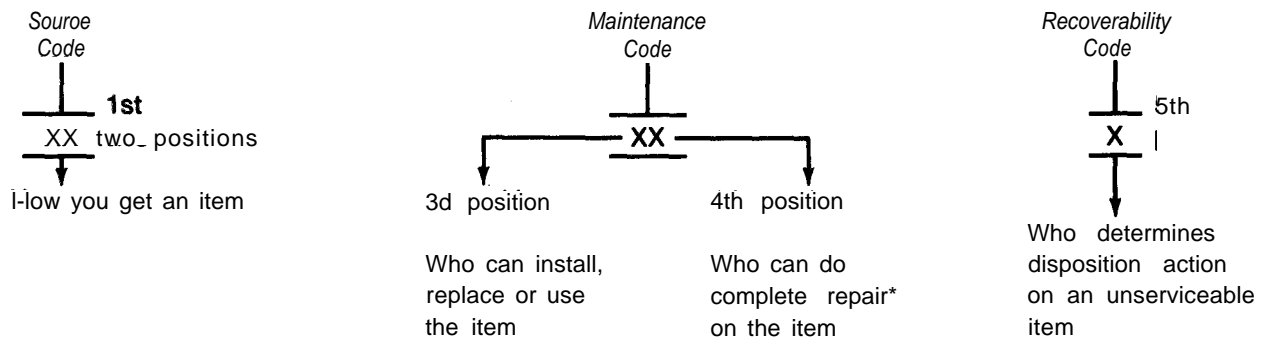 Souroe
Code
1st
XX two_ positions
I-low you get an item
Maintenance
Code
XX
3d position
Who can install,
replace or use
the item
4th position
Who can do
complete repair*
on the item
Recoverability
Code
5th
X
Who determines
disposition action
on an unserviceable
item